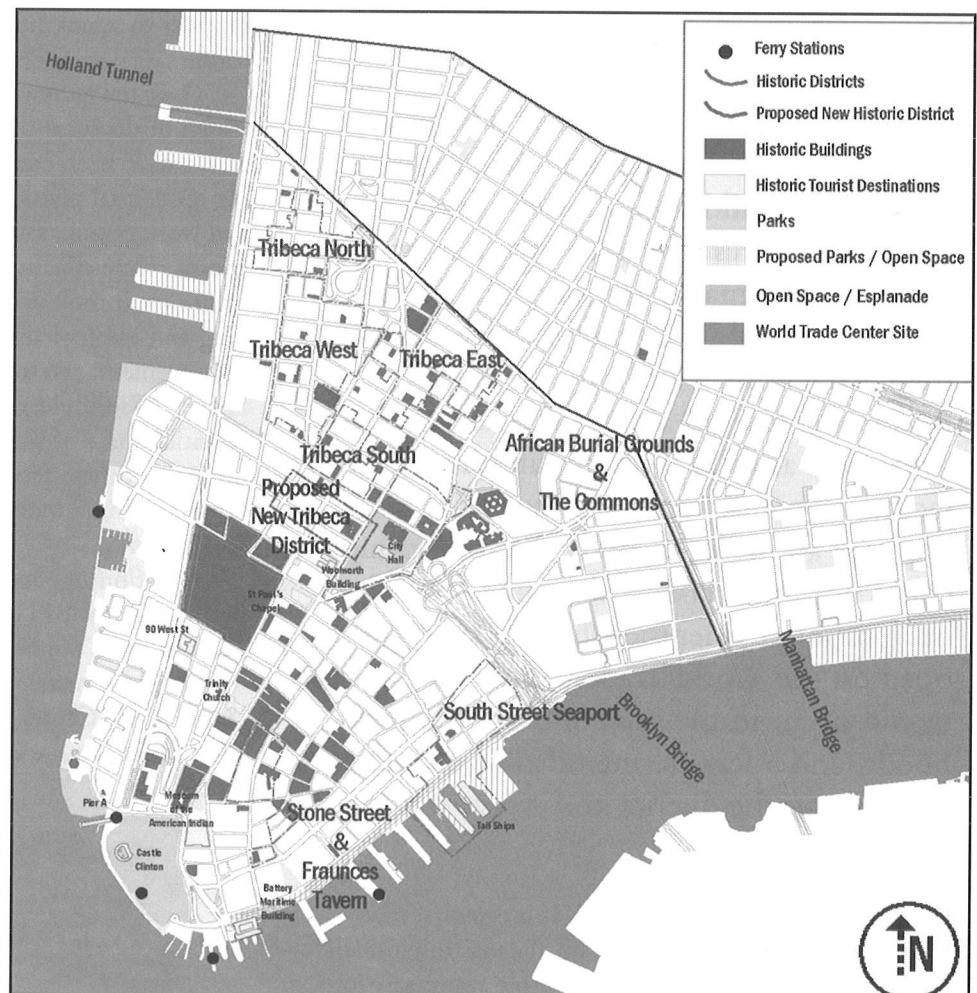 Holland Tunnel
Ferry Stations
Historic Districts
Proposed New Historic District
Historic Buildings
Historic Tourist Destinations
Parks
Proposed Parks / Open Space
Open Space / Esplanade
World Trade Center Site
Tribeca North
Tribeca West
Tribeca East
Tribeca South
African Burial Grounds
&
The Commons
Proposed
New Tribeca
District
City
Hall
Woolworth
Building
St Paul's
Chapel
90 West St
Trinity
Church
South Street Seaport
Brooklyn Bridge
Manhattan Bridge
Pier A
Museum
of the
American Indian
Stone Street
&
Fraunces
Tavern
Tall Ships
Castle
Clinton
Battery
Maritime
Building
N